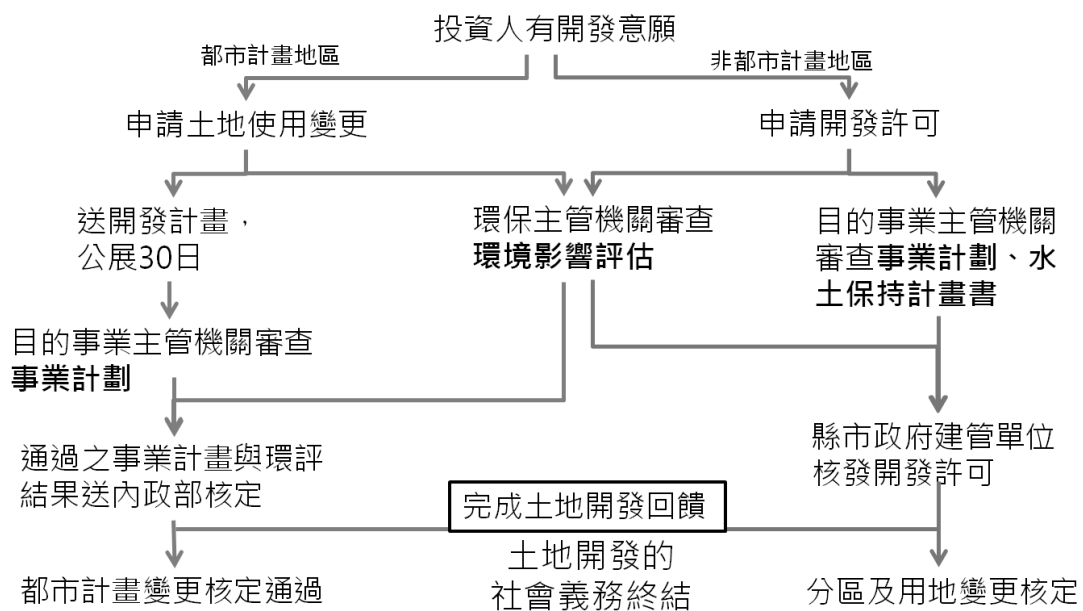 投資人有開發意願
都市計畫地區
非都市計畫地區
申請土地使用變更
申請開發許可
送開發計畫，
公展30日
環保主管機關審查
環境影響評估
目的事業主管機關
審查事業計劃、水
土保持計畫書
目的事業主管機關審查
事業計劃
通過之事業計畫與環評
結果送內政部核定
縣市政府建管單位
核發開發許可
完成土地開發回饋
土地開發的
社會義務終結
都市計畫變更核定通過
分區及用地變更核定